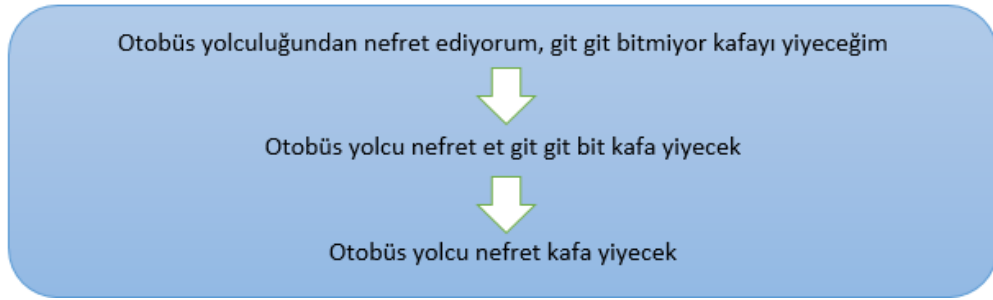 Otobüs yolculuğundan nefret ediyorum, git git bitmiyor kafayı yiyeceğim
Otobüs yolcu nefret et git git bit kafa yiyecek
Otobüs yolcu nefret kafa yiyecek